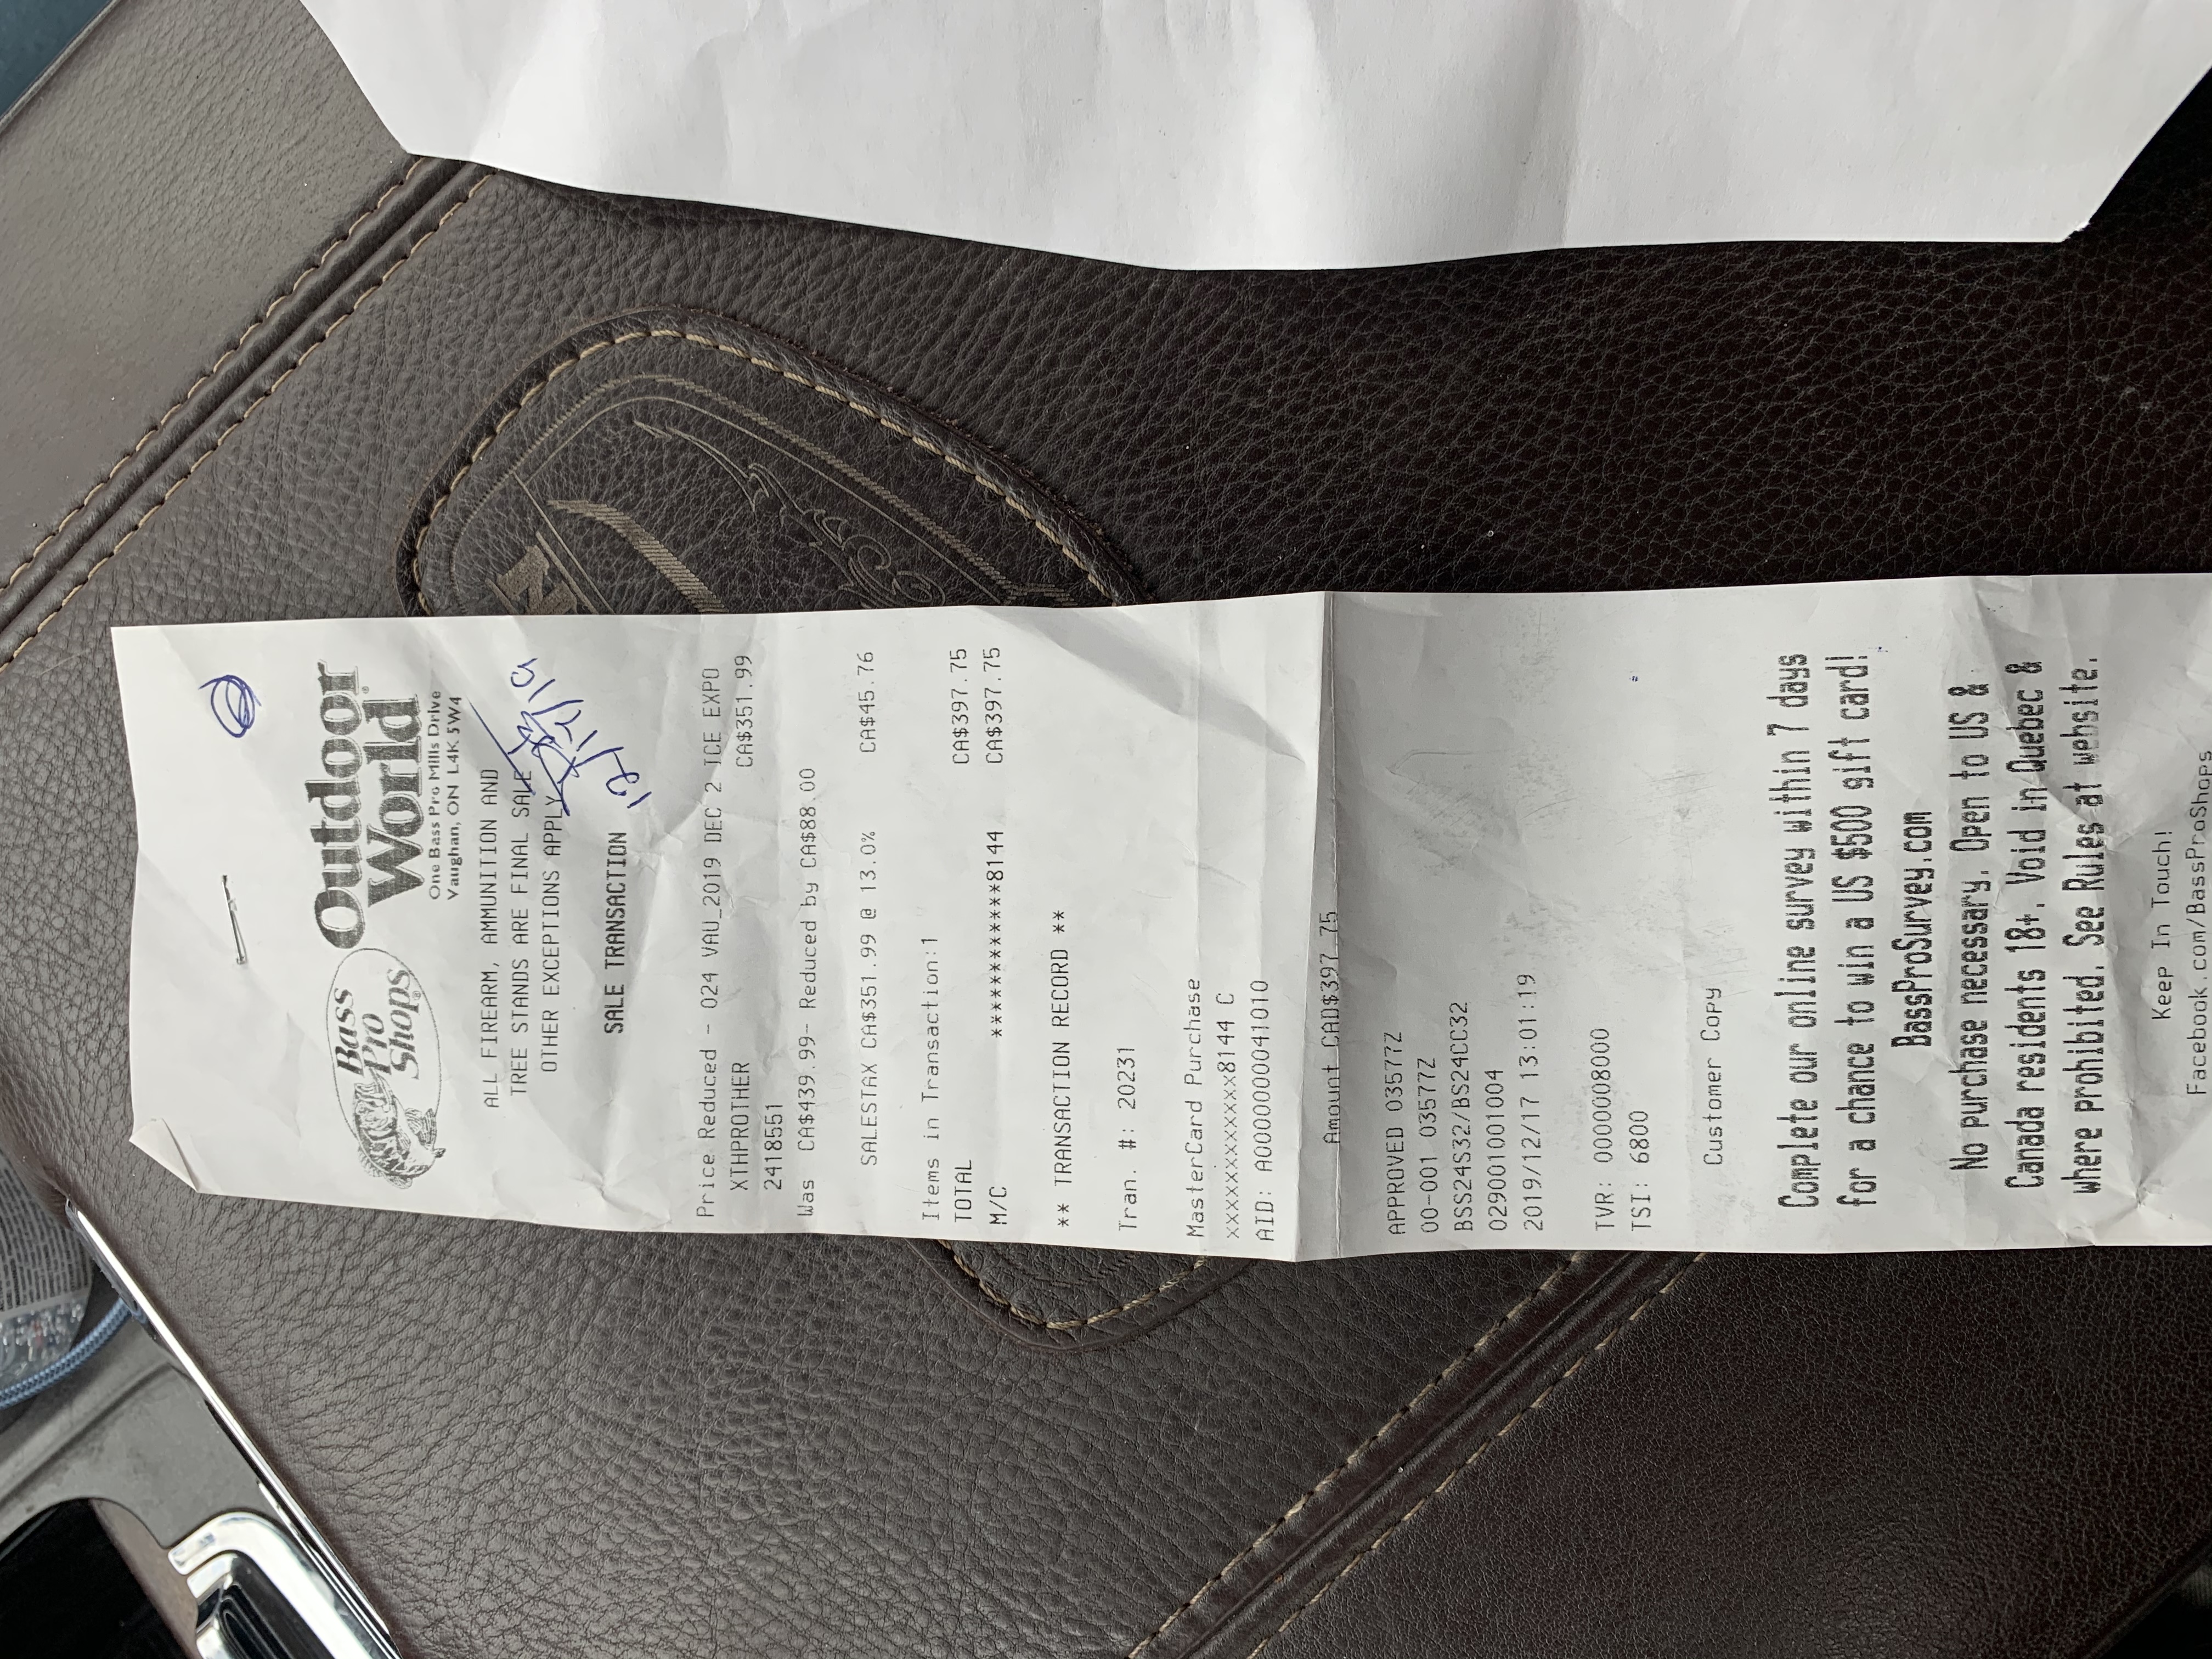 Bass
Pro
Shops
Outdoor
World
One Bass Pro Mills Drive
Vaughan, ON L4K 5W4
ALL FIREARM, AMMUNITION AND
TREE STANDS ARE FINAL SALE
OTHER EXCEPTIONS APPLY
SALE TRANSACTION
Price Reduced - 024 VAU_2019 DEC 2 ICE EXPO
XTHPROTHER CA$351.99
2418551
Was CA$439.99- Reduced by CA$88.00
SALESTAX CA$351.99 @ 13.0% CA$45.76
Items in Transaction:1
TOTAL CA$397.75
M/C ************8144 CA$397.75
** TRANSACTION RECORD **
Tran. #: 20231
MasterCard Purchase
xxxxxxxxxxxx8144 C
AID: A0000000041010
Amount CAD$397.75
APPROVED 03577Z
00-001 03577Z
BSS24S32/BS24CC32
029001001004
2019/12/17 13:01:19
TVR: 0000008000
TSI: 6800
Customer Copy
Complete our online survey within 7 days
for a chance to win a US $500 gift card!
BassProSurvey.com
No purchase necessary. Open to US &
Canada residents 18+. Void in Quebec &
where prohibited. See Rules at website.
Keep In Touch!
Facebook.com/BassProShops